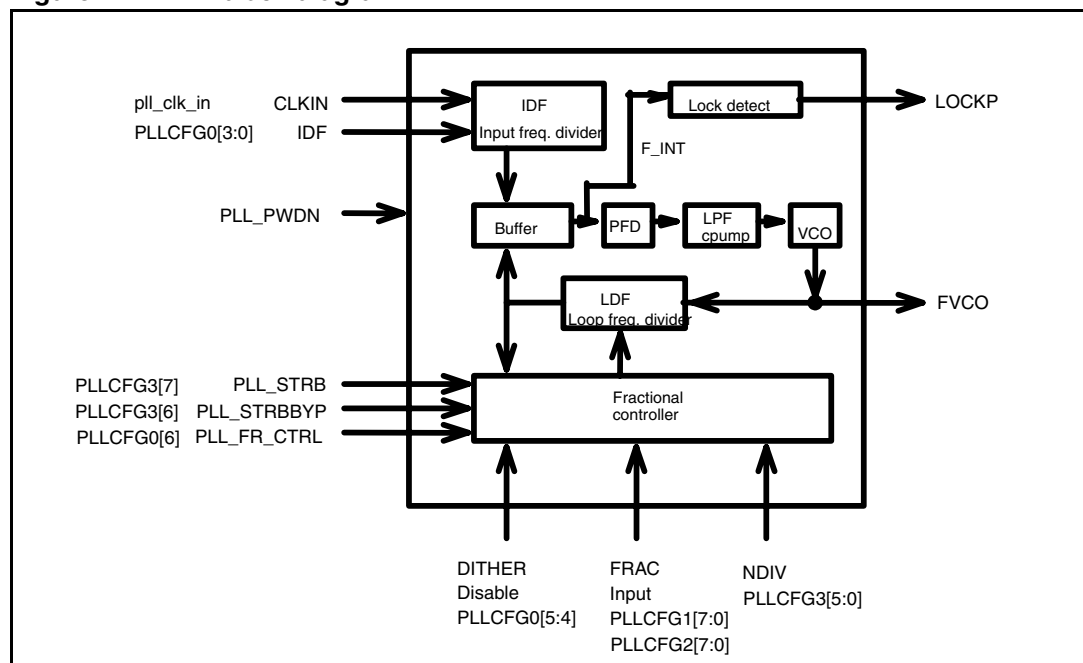 pll_clk_in CLKIN
PLLCFG0[3:0] IDF
IDF
Input freq. divider
Lock detect
LOCKP
F_INT
PLL_PWDN
Buffer
PFD
LPF
cpump
VCO
LDF
Loop freq. divider
FVCO
PLLCFG3[7] PLL_STRB
PLLCFG3[6] PLL_STRBBYP
PLLCFG0[6] PLL_FR_CTRL
Fractional
controller
DITHER
Disable
PLLCFG0[5:4]
FRAC
Input
PLLCFG1[7:0]
PLLCFG2[7:0]
NDIV
PLLCFG3[5:0]